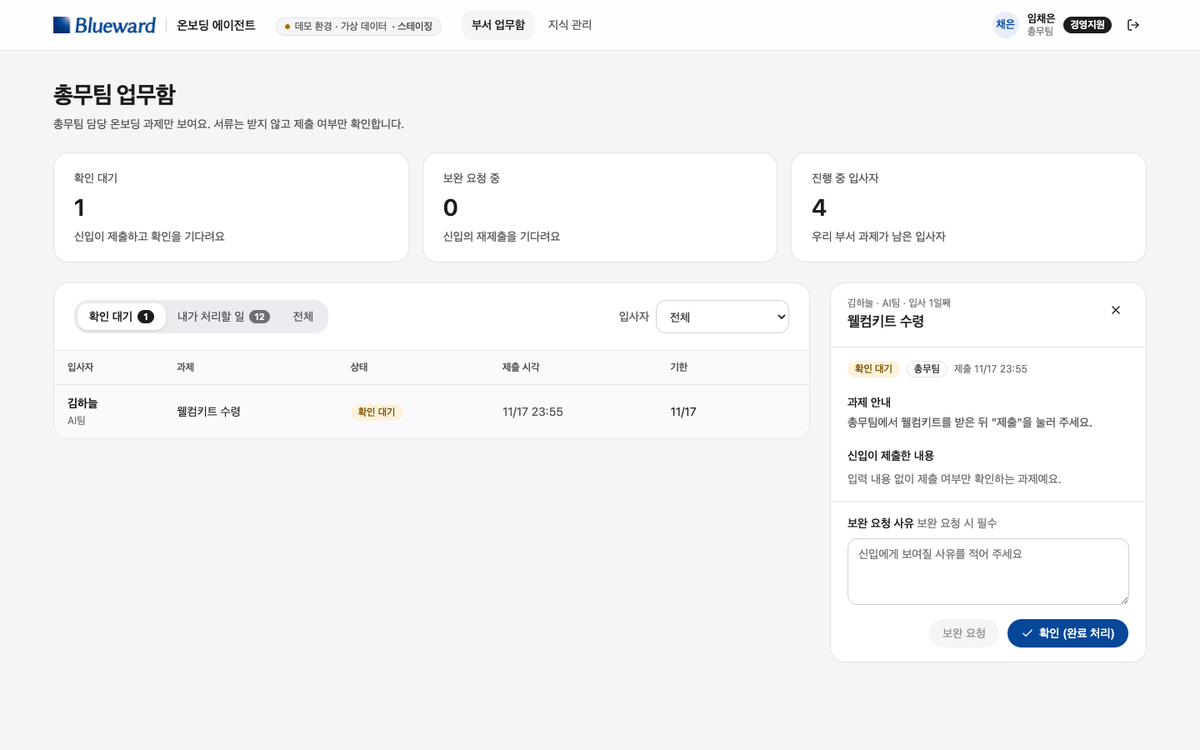 Blueward
온보딩 에이전트
데모 환경 · 가상 데이터 · 스테이징
부서 업무함
지식 관리
채은
임채은
총무팀
경영지원
총무팀 업무함
총무팀 담당 온보딩 과제만 보여요. 서류는 받지 않고 제출 여부만 확인합니다.
확인 대기
1
신입이 제출하고 확인을 기다려요
보완 요청 중
0
신입의 재제출을 기다려요
진행 중 입사자
4
우리 부서 과제가 남은 입사자
확인 대기 1
내가 처리할 일 12
전체
입사자
전체
입사자 과제 상태 제출 시각 기한
김하늘
AI팀
웰컴키트 수령
확인 대기
11/17 23:55
11/17
김하늘 · AI팀 · 입사 1일째
웰컴키트 수령
확인 대기 총무팀 제출 11/17 23:55
과제 안내
총무팀에서 웰컴키트를 받은 뒤 "제출"을 눌러 주세요.
신입이 제출한 내용
입력 내용 없이 제출 여부만 확인하는 과제예요.
보완 요청 사유 보완 요청 시 필수
신입에게 보여질 사유를 적어 주세요
보완 요청
확인 (완료 처리)